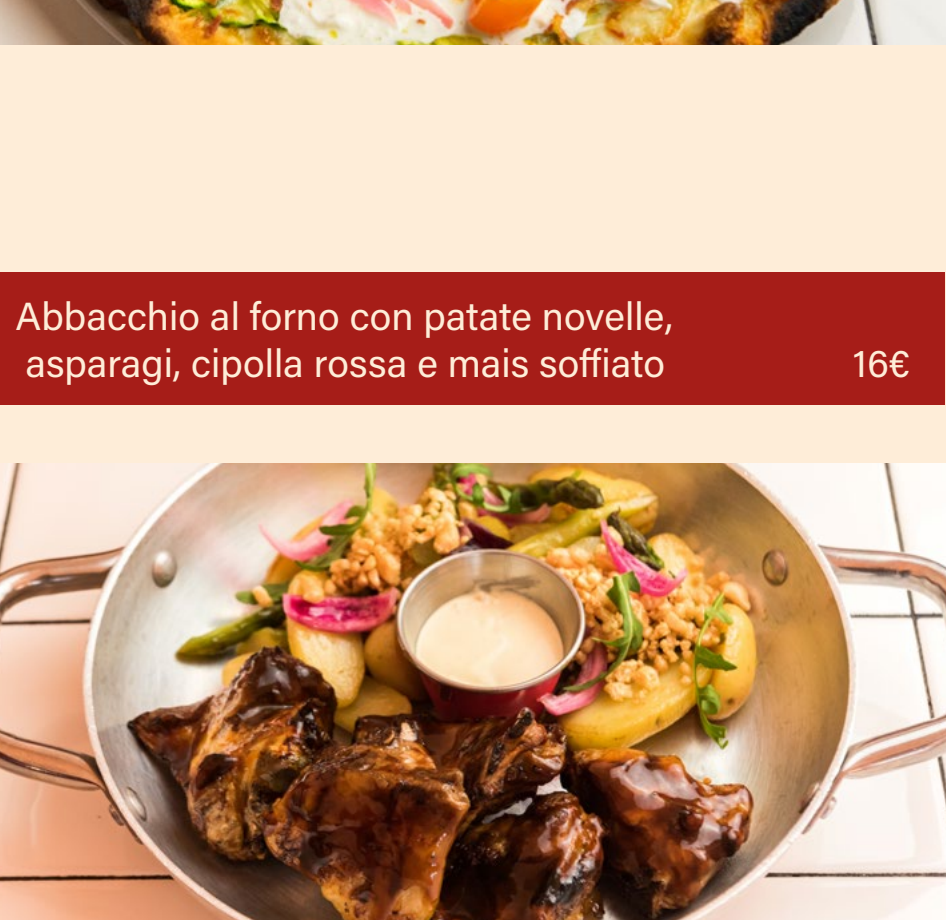 Abbacchio al forno con patate novelle,
asparagi, cipolla rossa e mais soffiato
16€